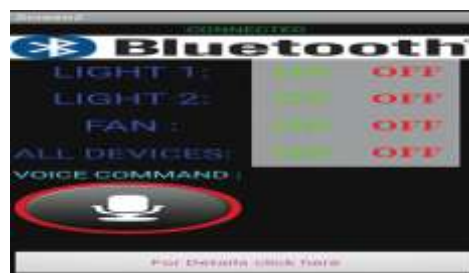 Screen2
CONNECTED
Bluetooth
LIGHT 1: OFF
LIGHT 2: OFF
FAN : OFF
ALL DEVICES: OFF
VOICE COMMAND :
For Details click here